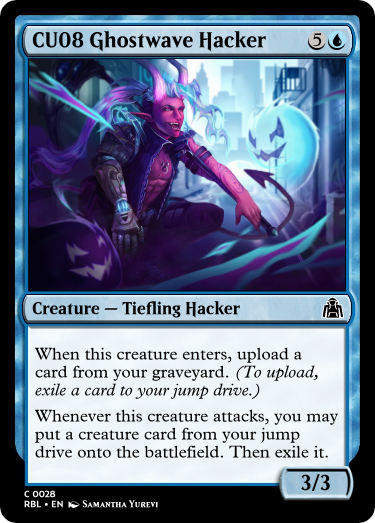 CU08 Ghostwave Hacker 5
Creature — Tiefling Hacker
When this creature enters, upload a
card from your graveyard. (To upload,
exile a card to your jump drive.)
Whenever this creature attacks, you may
put a creature card from your jump
drive onto the battlefield. Then exile it.
3/3
C 0028
RBL • EN Samantha Yurevi